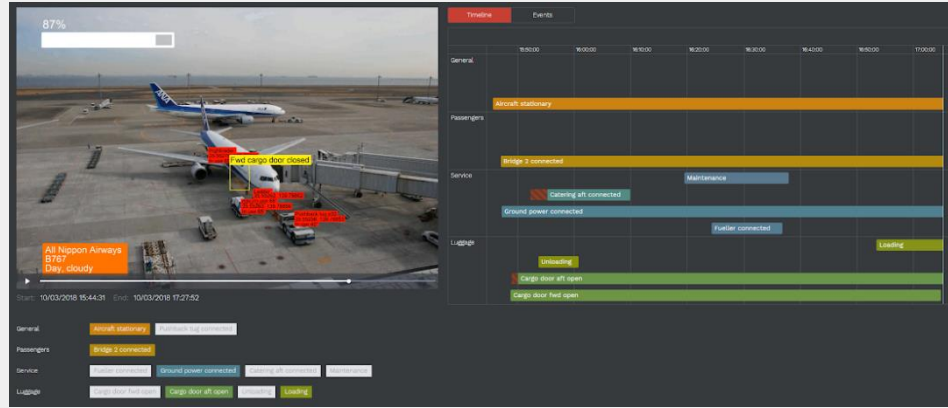 87%
Fwd cargo door closed
All Nippon Airways
B767
Day, cloudy
Start: 10/03/2018 15:44:31 End: 10/03/2018 17:27:52
General Aircraft stationary Pushback tug connected
Passengers Bridge 2 connected
Service Fueller connected Ground power connected Catering aft connected Maintenance
Luggage Cargo door fwd open Cargo door aft open Unloading Loading
Timeline Events
15:50:00 16:00:00 16:10:00 16:20:00 16:30:00 16:40:00 16:50:00 17:00:00
General
Aircraft stationary
Passengers
Bridge 2 connected
Service
Maintenance
Catering aft connected
Ground power connected
Fueller connected
Luggage
Loading
Unloading
Cargo door aft open
Cargo door fwd open